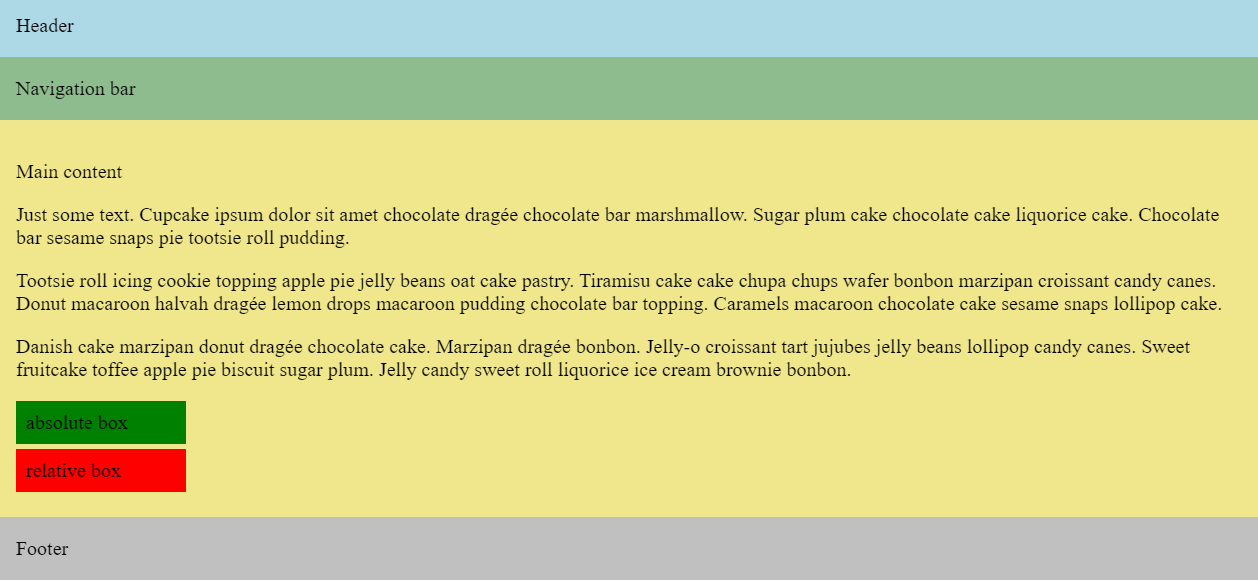 Header
Navigation bar
Main content
Just some text. Cupcake ipsum dolor sit amet chocolate dragée chocolate bar marshmallow. Sugar plum cake chocolate cake liquorice cake. Chocolate
bar sesame snaps pie tootsie roll pudding.
Tootsie roll icing cookie topping apple pie jelly beans oat cake pastry. Tiramisu cake cake chupa chups wafer bonbon marzipan croissant candy canes.
Donut macaroon halvah dragée lemon drops macaroon pudding chocolate bar topping. Caramels macaroon chocolate cake sesame snaps lollipop cake.
Danish cake marzipan donut dragée chocolate cake. Marzipan dragée bonbon. Jelly-o croissant tart jujubes jelly beans lollipop candy canes. Sweet
fruitcake toffee apple pie biscuit sugar plum. Jelly candy sweet roll liquorice ice cream brownie bonbon.
absolute box
relative box
Footer